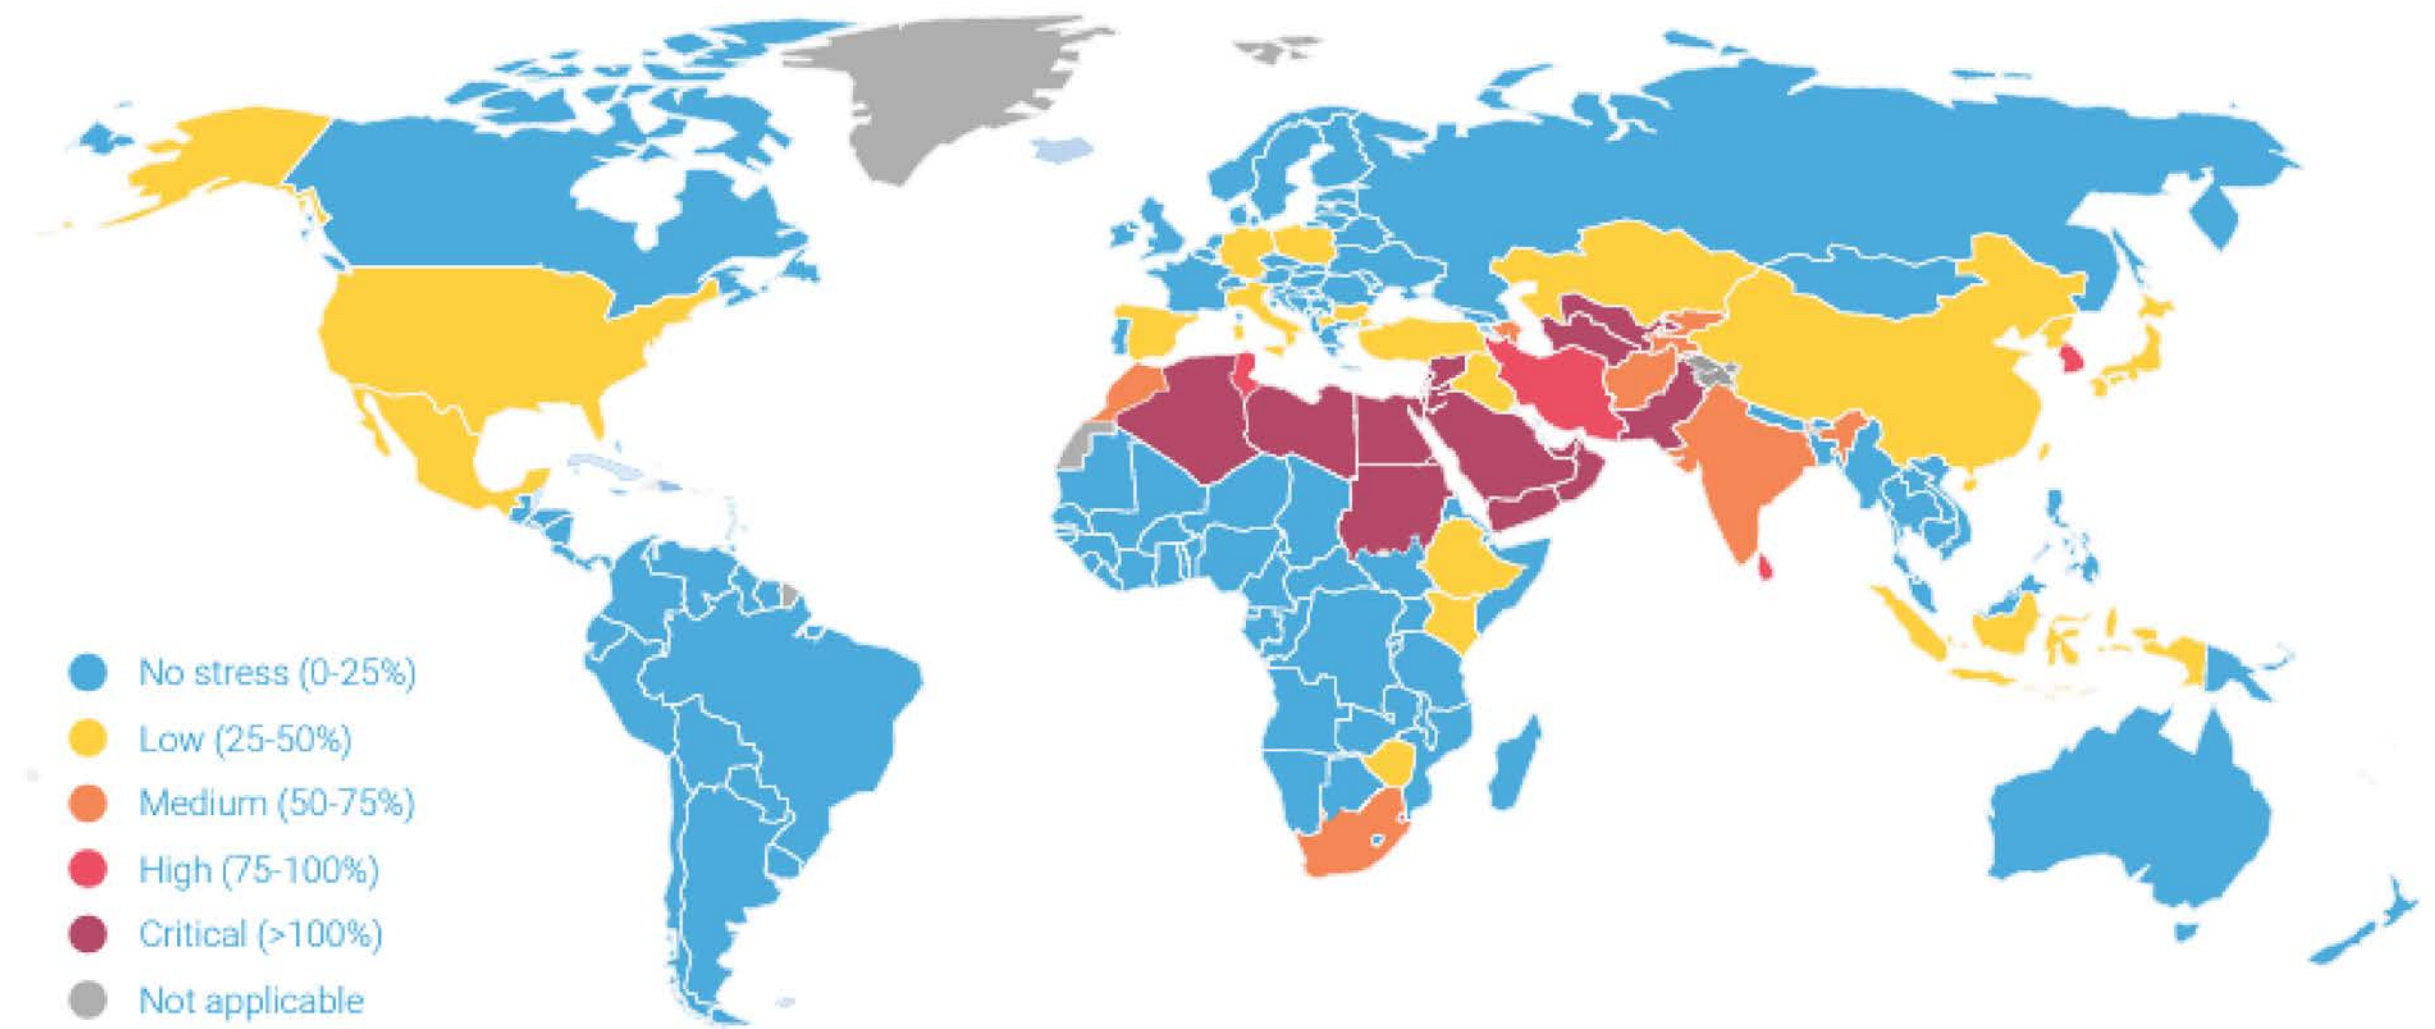 No stress (0-25%)
Low (25-50%)
Medium (50-75%)
High (75-100%)
Critical (>100%)
Not applicable